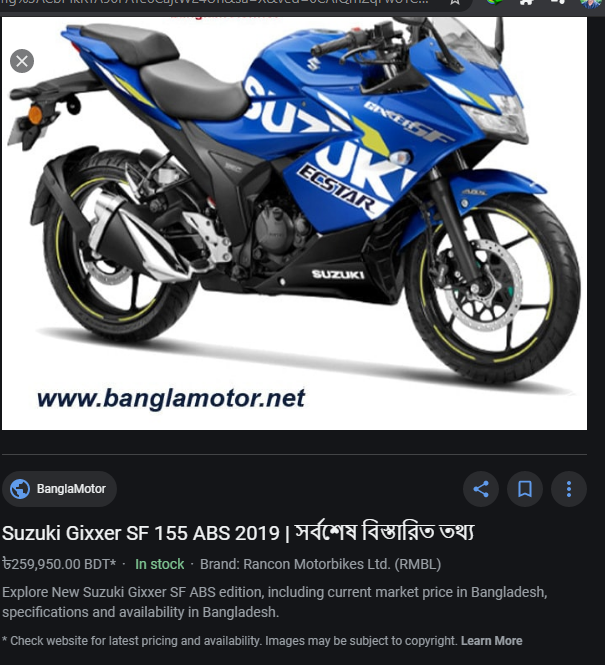 BanglaMotor.net
SUZUKI
GIXXER SF
ECSTAR
ABS
SUZUKI
www.banglamotor.net
BanglaMotor
Suzuki Gixxer SF 155 ABS 2019 | সর্বশেষ বিস্তারিত তথ্য
৳259,950.00 BDT* · In stock · Brand: Rancon Motorbikes Ltd. (RMBL)
Explore New Suzuki Gixxer SF ABS edition, including current market price in Bangladesh,
specifications and availability in Bangladesh.
* Check website for latest pricing and availability. Images may be subject to copyright. Learn More